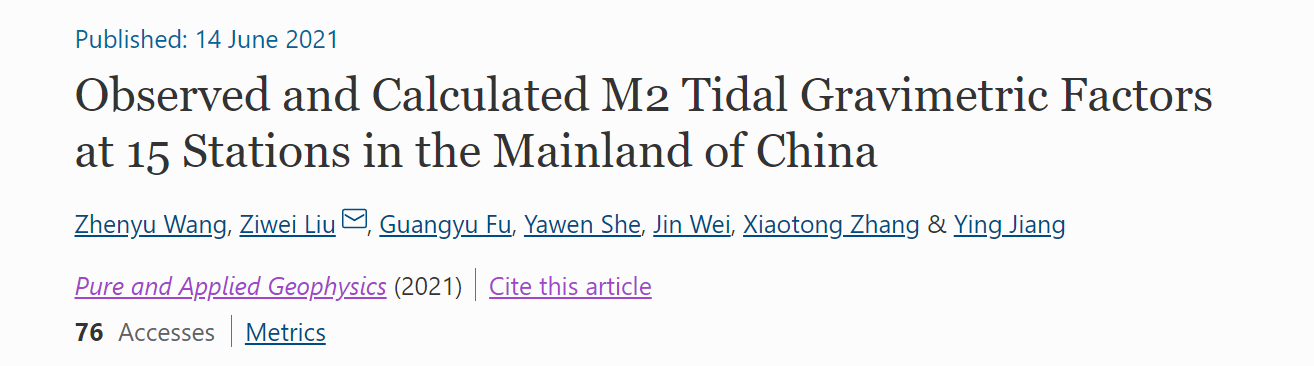 Published: 14 June 2021
Observed and Calculated M2 Tidal Gravimetric Factors
at 15 Stations in the Mainland of China
Zhenyu Wang, Ziwei Liu, Guangyu Fu, Yawen She, Jin Wei, Xiaotong Zhang & Ying Jiang
Pure and Applied Geophysics (2021) | Cite this article
76 Accesses | Metrics